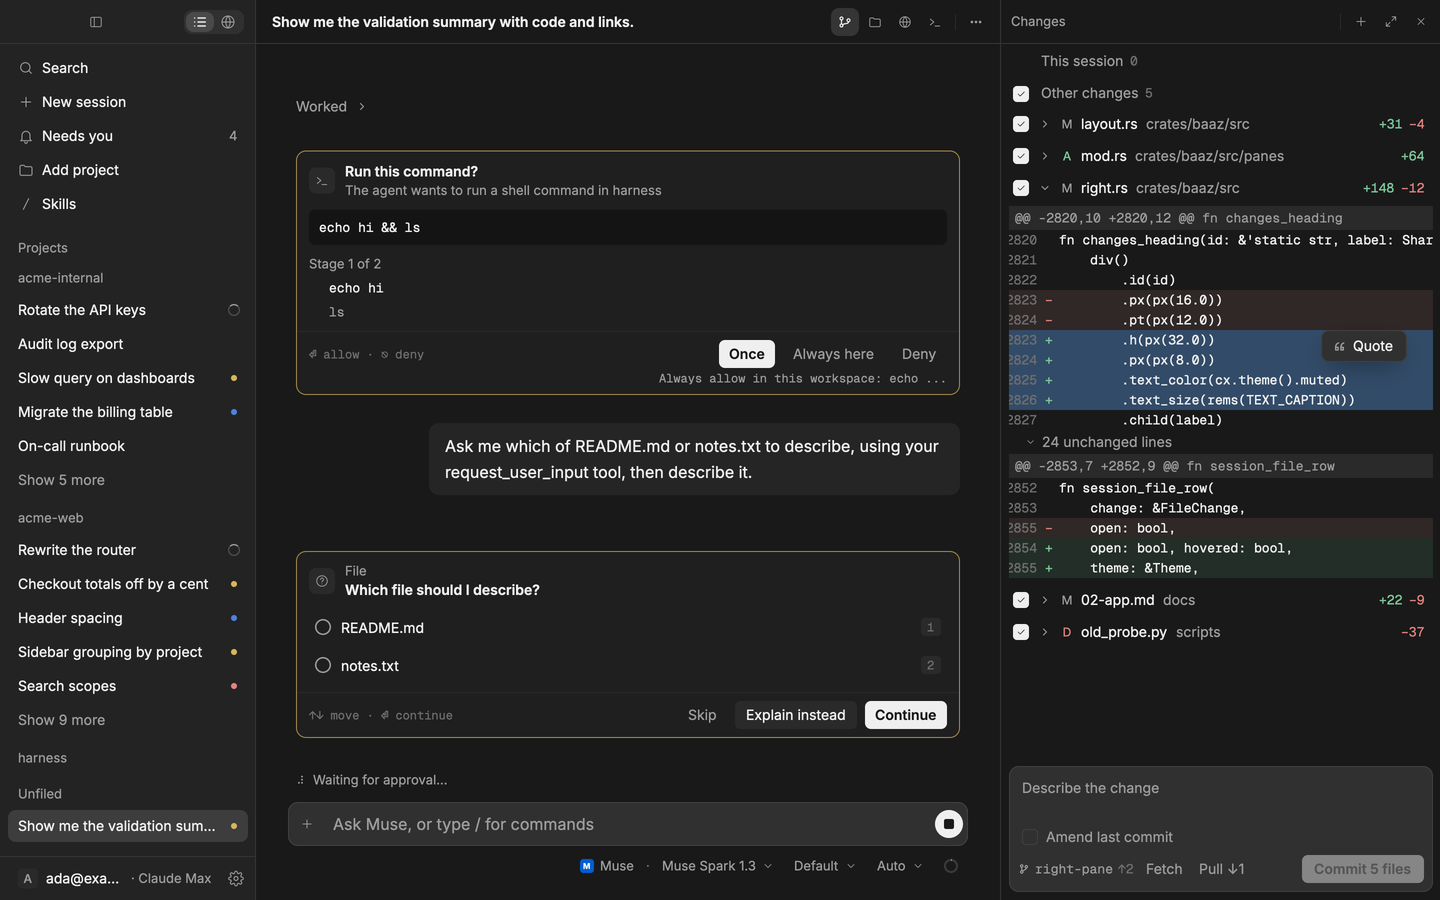 Search
New session
Needs you 4
Add project
Skills
Projects
acme-internal
Rotate the API keys
Audit log export
Slow query on dashboards
Migrate the billing table
On-call runbook
Show 5 more
acme-web
Rewrite the router
Checkout totals off by a cent
Header spacing
Sidebar grouping by project
Search scopes
Show 9 more
harness
Unfiled
Show me the validation sum...
A ada@exa... · Claude Max
Show me the validation summary with code and links.
Worked
Run this command?
The agent wants to run a shell command in harness
echo hi && ls
Stage 1 of 2
echo hi
ls
allow · deny
Once Always here Deny
Always allow in this workspace: echo ...
Ask me which of README.md or notes.txt to describe, using your
request_user_input tool, then describe it.
File
Which file should I describe?
README.md 1
notes.txt 2
move · continue
Skip Explain instead Continue
Waiting for approval...
Ask Muse, or type / for commands
M Muse · Muse Spark 1.3 Default Auto
Changes
This session 0
Other changes 5
M layout.rs crates/baaz/src +31 −4
A mod.rs crates/baaz/src/panes +64
M right.rs crates/baaz/src +148 −12
@@ -2820,10 +2820,12 @@ fn changes_heading
2820 fn changes_heading(id: &'static str, label: Shar
2821 div()
2822 .id(id)
2823 − .px(px(16.0))
2824 − .pt(px(12.0))
2823 + .h(px(32.0))
2824 + .px(px(8.0))
2825 + .text_color(cx.theme().muted)
2826 + .text_size(rems(TEXT_CAPTION))
2827 .child(label)
Quote
24 unchanged lines
@@ -2853,7 +2852,9 @@ fn session_file_row
2852 fn session_file_row(
2853 change: &FileChange,
2855 − open: bool,
2854 + open: bool, hovered: bool,
2855 + theme: &Theme,
M 02-app.md docs +22 −9
D old_probe.py scripts −37
Describe the change
Amend last commit
right-pane ↑2 Fetch Pull ↓1 Commit 5 files